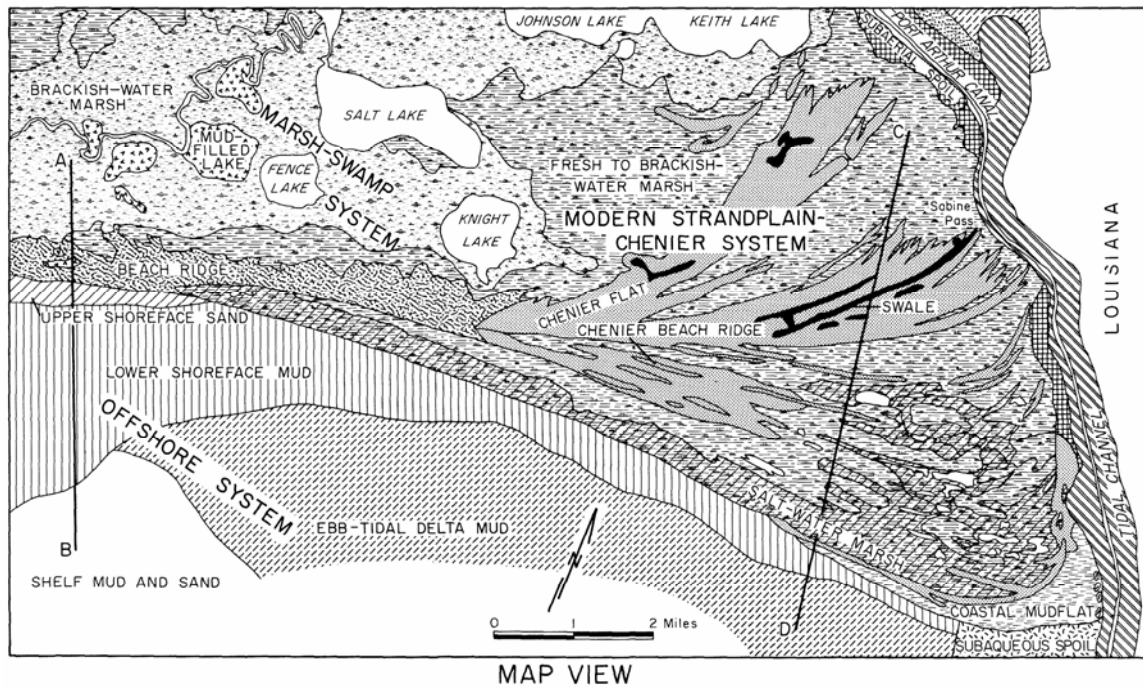 JOHNSON LAKE
KEITH LAKE
PORT ARTHUR CANAL
SUBAERIAL SPOIL
BRACKISH-WATER
MARSH
SALT LAKE
MARSH-SWAMP
SYSTEM
A
MUD
FILLED
LAKE
FENCE
LAKE
C
FRESH TO BRACKISH-
WATER MARSH
MODERN STRANDPLAIN-
CHENIER SYSTEM
Sabine
Pass
LOUISIANA
KNIGHT
LAKE
BEACH RIDGE
CHENIER FLAT
SWALE
UPPER SHOREFACE SAND
CHENIER BEACH RIDGE
LOWER SHOREFACE MUD
OFFSHORE
SYSTEM
TIDAL CHANNEL
SALT-WATER MARSH
EBB-TIDAL DELTA MUD
B
SHELF MUD AND SAND
N
COASTAL MUDFLAT
D
0 1 2 Miles
SUBAQUEOUS SPOIL
MAP VIEW